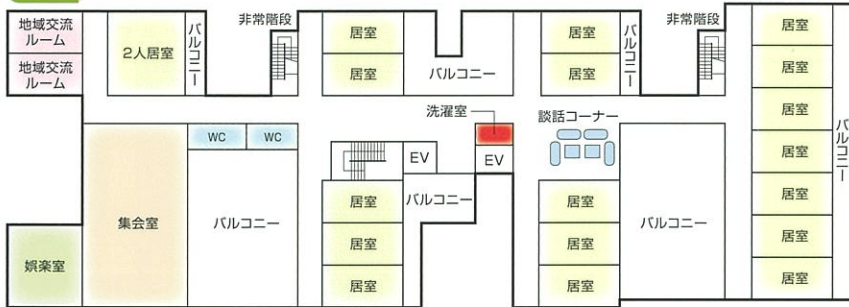 地域交流
ルーム
地域交流
ルーム
2人居室
バルコニー
非常階段
居室
居室
バルコニー
居室
居室
バルコニー
非常階段
居室
居室
居室
居室
居室
居室
居室
バルコニー
洗濯室
談話コーナー
WC
WC
EV
EV
集会室
バルコニー
居室
居室
居室
バルコニー
居室
居室
居室
バルコニー
娯楽室